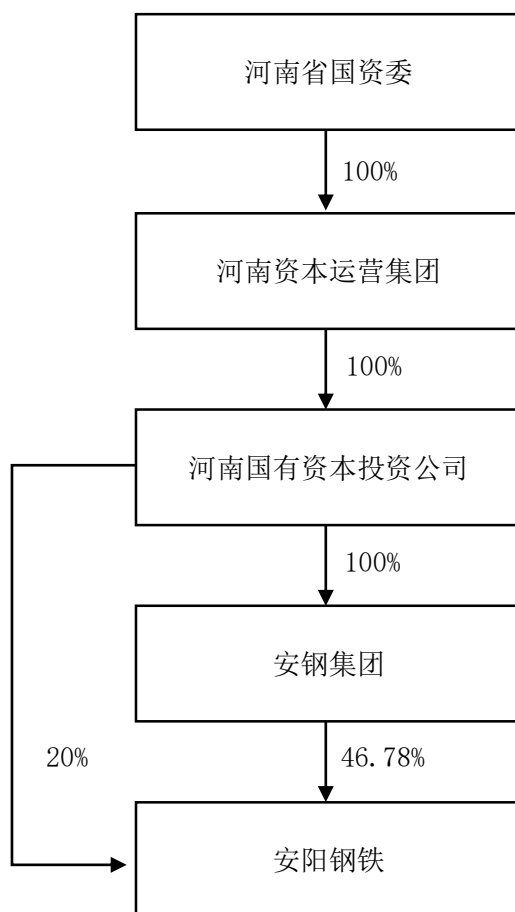 河南省国资委
100%
河南资本运营集团
100%
河南国有资本投资公司
100%
安钢集团
20%
46.78%
安阳钢铁